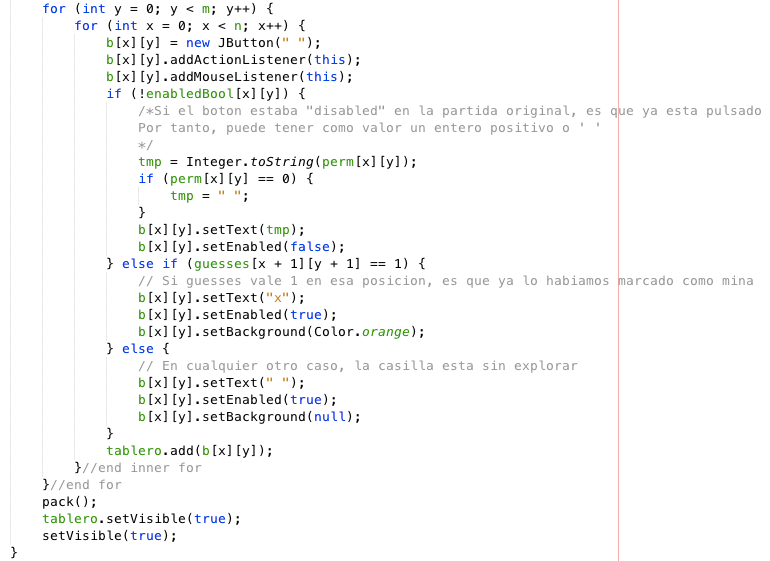 for (int y = 0; y < m; y++) {
for (int x = 0; x < n; x++) {
b[x][y] = new JButton(" ");
b[x][y].addActionListener(this);
b[x][y].addMouseListener(this);
if (!enabledBool[x][y]) {
/*Si el boton estaba "disabled" en la partida original, es que ya esta pulsado
Por tanto, puede tener como valor un entero positivo o ' '
*/
tmp = Integer.toString(perm[x][y]);
if (perm[x][y] == 0) {
tmp = " ";
}
b[x][y].setText(tmp);
b[x][y].setEnabled(false);
} else if (guesses[x + 1][y + 1] == 1) {
// Si guesses vale 1 en esa posicion, es que ya lo habiamos marcado como mina
b[x][y].setText("x");
b[x][y].setEnabled(true);
b[x][y].setBackground(Color.orange);
} else {
// En cualquier otro caso, la casilla esta sin explorar
b[x][y].setText(" ");
b[x][y].setEnabled(true);
b[x][y].setBackground(null);
}
tablero.add(b[x][y]);
}//end inner for
}//end for
pack();
tablero.setVisible(true);
setVisible(true);
}